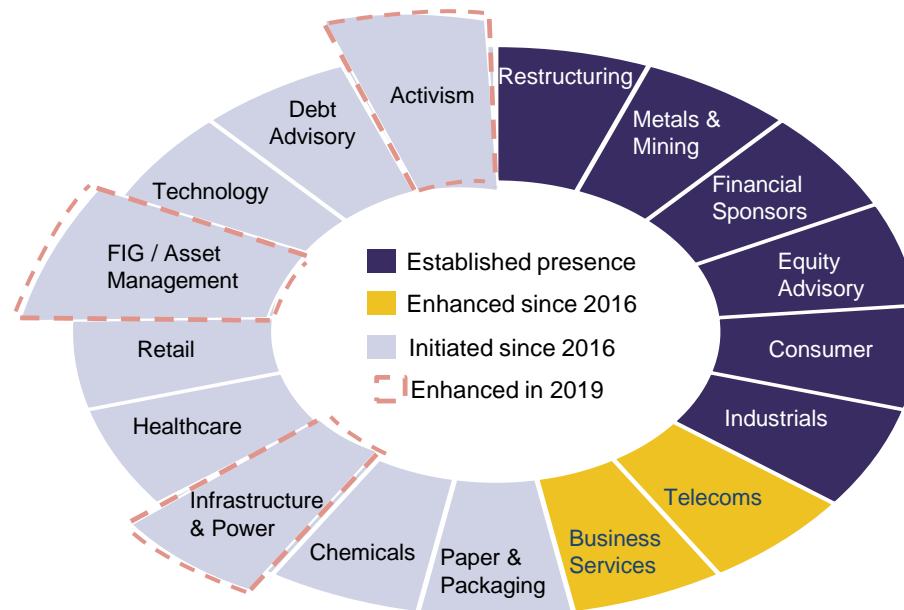 Activism
Restructuring
Metals &
Mining
Financial
Sponsors
Equity
Advisory
Consumer
Industrials
Telecoms
Business
Services
Paper &
Packaging
Chemicals
Infrastructure
& Power
Healthcare
Retail
FIG / Asset
Management
Technology
Debt
Advisory
Established presence
Enhanced since 2016
Initiated since 2016
Enhanced in 2019